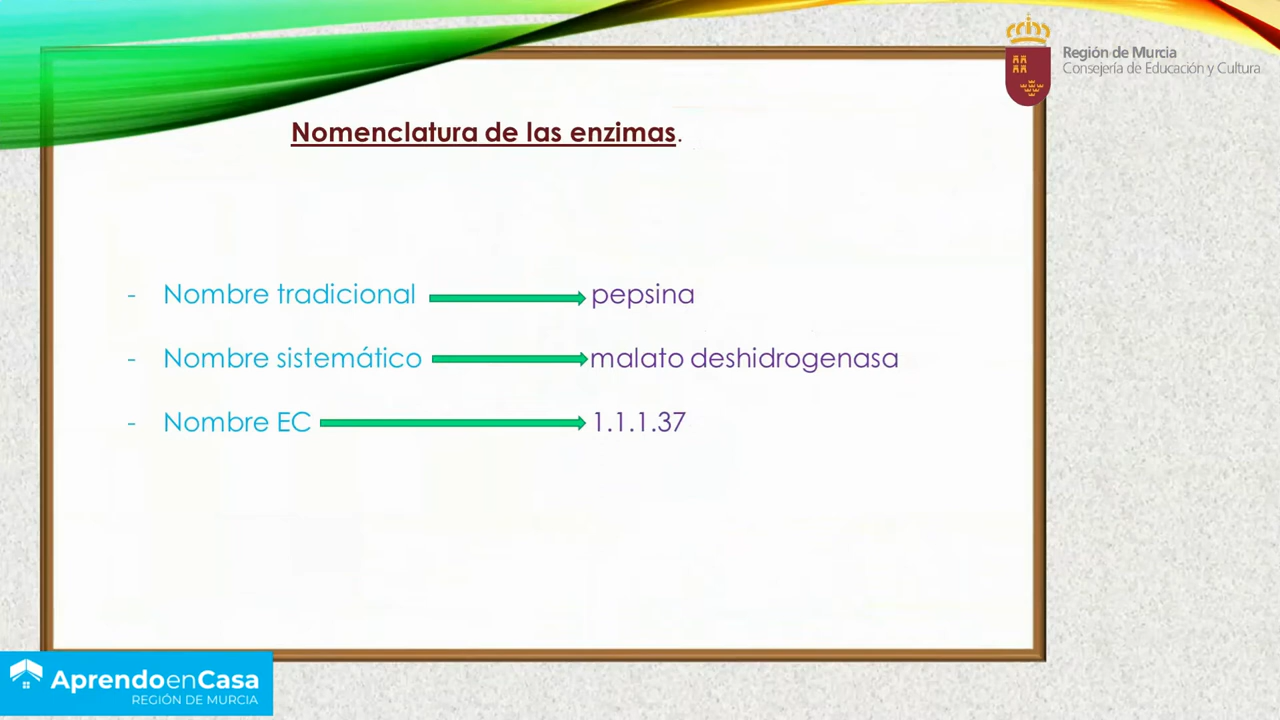 Región de Murcia
Consejería de Educación y Cultura
Nomenclatura de las enzimas.
- Nombre tradicional pepsina
- Nombre sistemático malato deshidrogenasa
- Nombre EC 1.1.1.37
AprendoenCasa
REGIÓN DE MURCIA